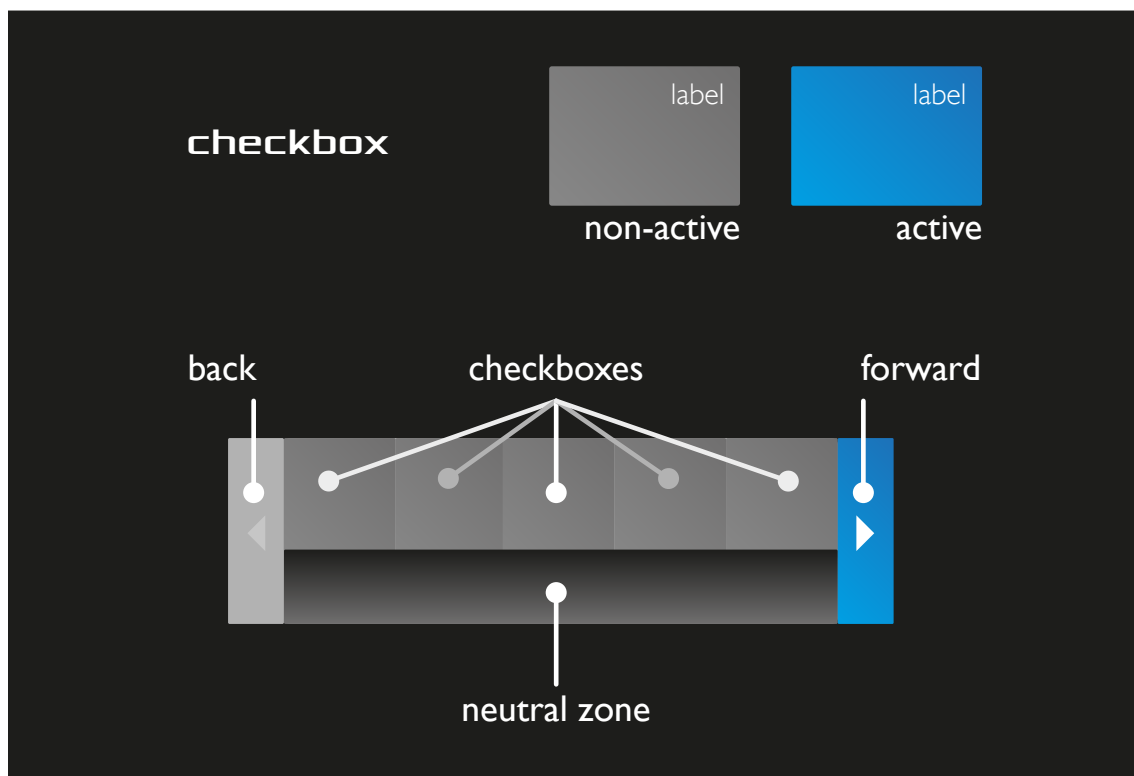 label
label
checkbox
non-active
active
back
checkboxes
forward
neutral zone